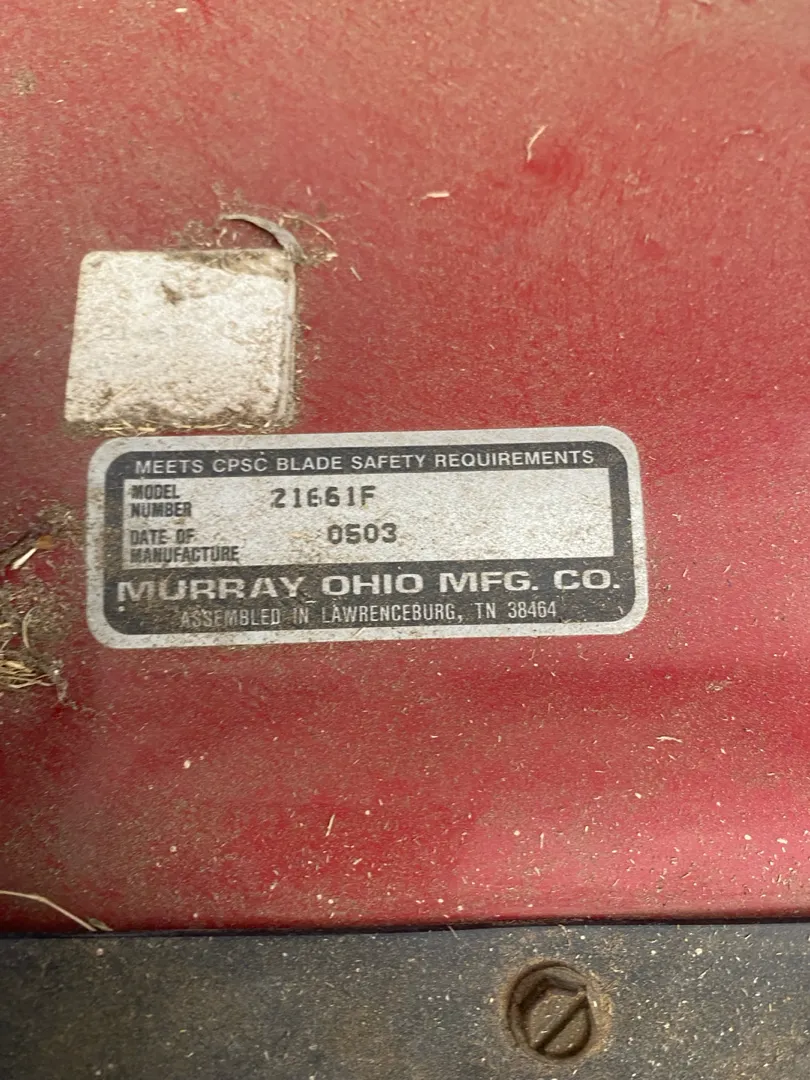 MEETS CPSC BLADE SAFETY REQUIREMENTS
MODEL NUMBER 21661F
DATE OF MANUFACTURE 0503
MURRAY OHIO MFG. CO.
ASSEMBLED IN LAWRENCEBURG, TN 38464